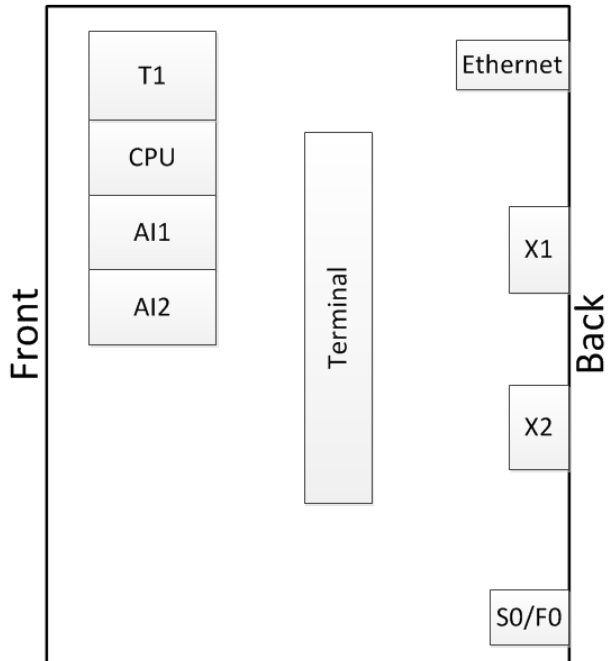 T1
Ethernet
CPU
AI1
X1
AI2
Terminal
Front
Back
X2
S0/F0